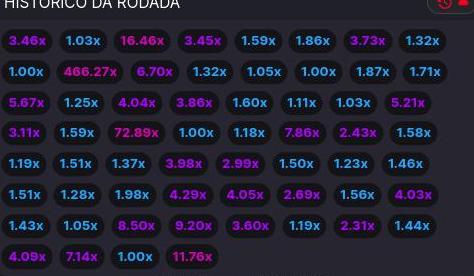 HISTÓRICO DA RODADA
3.46x 1.03x 16.46x 3.45x 1.59x 1.86x 3.73x 1.32x
1.00x 466.27x 6.70x 1.32x 1.05x 1.00x 1.87x 1.71x
5.67x 1.25x 4.04x 3.86x 1.60x 1.11x 1.03x 5.21x
3.11x 1.59x 72.89x 1.00x 1.18x 7.86x 2.43x 1.58x
1.19x 1.51x 1.37x 3.98x 2.99x 1.50x 1.23x 1.46x
1.51x 1.28x 1.98x 4.29x 4.05x 2.69x 1.56x 4.03x
1.43x 1.05x 8.50x 9.20x 3.60x 1.19x 2.31x 1.44x
4.09x 7.14x 1.00x 11.76x